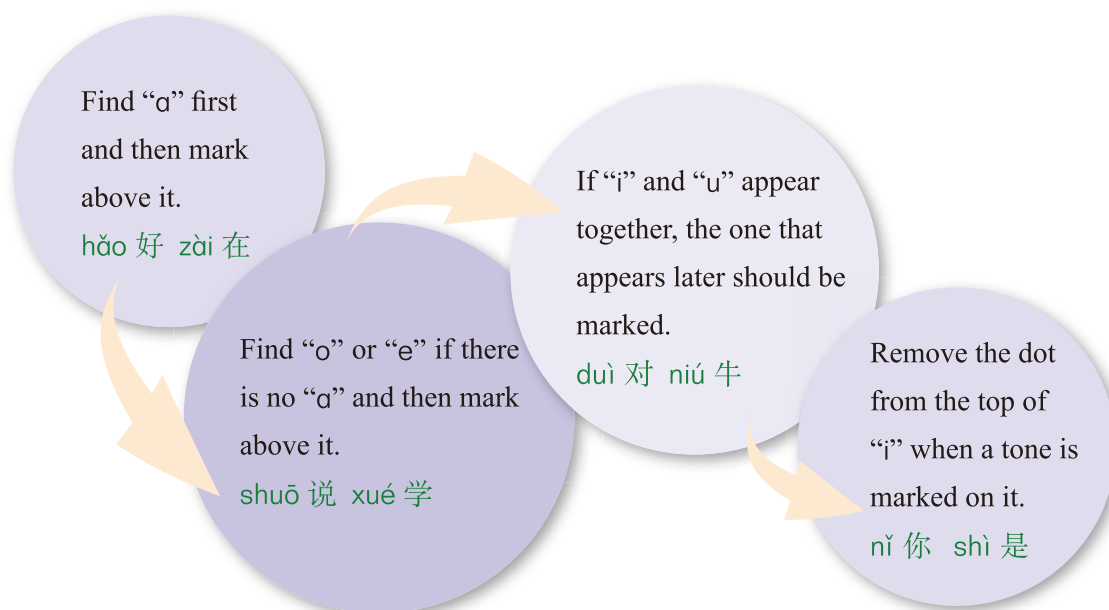 Find “ɑ” first
and then mark
above it.
hǎo 好 zài 在
Find “o” or “e” if there
is no “ɑ” and then mark
above it.
shuō 说 xué 学
If “i” and “u” appear
together, the one that
appears later should be
marked.
duì 对 niú 牛
Remove the dot
from the top of
“i” when a tone is
marked on it.
nǐ 你 shì 是